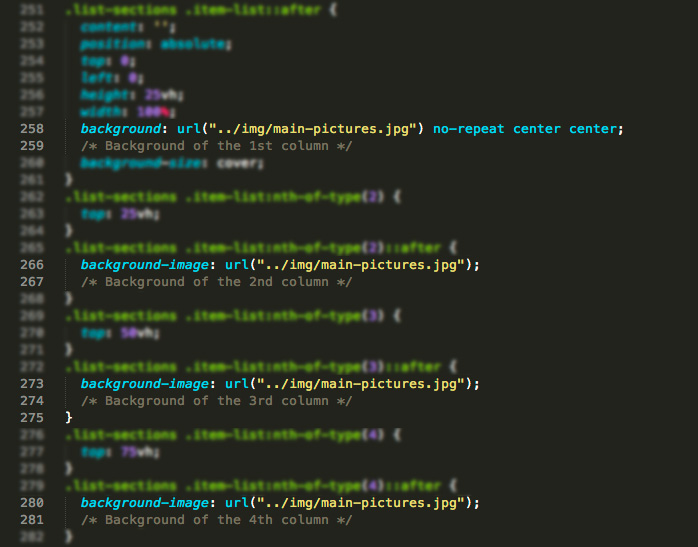 251 .list-sections .item-list::after {
252 content: '';
253 position: absolute;
254 top: 0;
255 left: 0;
256 height: 25vh;
257 width: 100%;
258 background: url("../img/main-pictures.jpg") no-repeat center center;
259 /* Background of the 1st column */
260 background-size: cover;
261 }
262 .list-sections .item-list:nth-of-type(2) {
263 top: 25vh;
264 }
265 .list-sections .item-list:nth-of-type(2)::after {
266 background-image: url("../img/main-pictures.jpg");
267 /* Background of the 2nd column */
268 }
269 .list-sections .item-list:nth-of-type(3) {
270 top: 50vh;
271 }
272 .list-sections .item-list:nth-of-type(3)::after {
273 background-image: url("../img/main-pictures.jpg");
274 /* Background of the 3rd column */
275 }
276 .list-sections .item-list:nth-of-type(4) {
277 top: 75vh;
278 }
279 .list-sections .item-list:nth-of-type(4)::after {
280 background-image: url("../img/main-pictures.jpg");
281 /* Background of the 4th column */
282 }